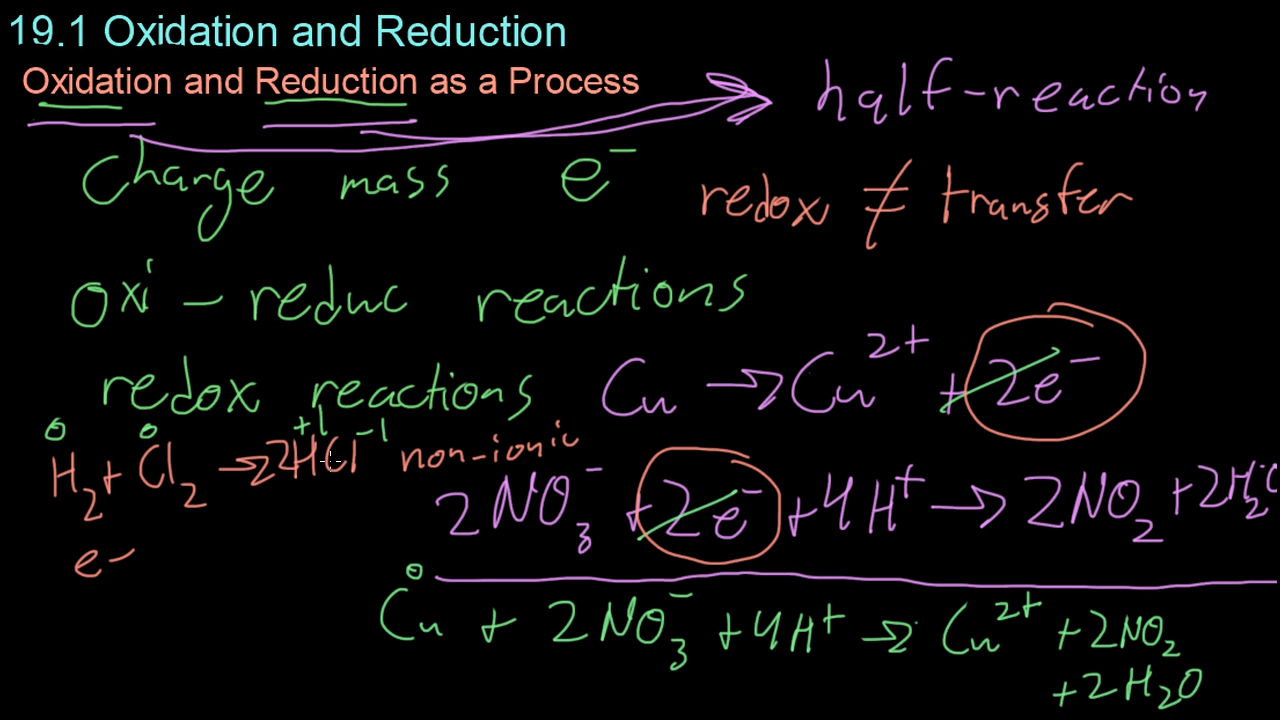 19.1 Oxidation and Reduction
Oxidation and Reduction as a Process
half-reaction
charge mass e⁻
redox ≠ transfer
oxi - reduc reactions
Cu → Cu²⁺ + 2e⁻
redox reactions
0 0 +1 -1
H₂ + Cl₂ → 2HCl non-ionic
2NO₃⁻ + 2e⁻ + 4H⁺ → 2NO₂ + 2H₂O
e-
0
Cu + 2NO₃⁻ + 4H⁺ → Cu²⁺ + 2NO₂
+ 2H₂O